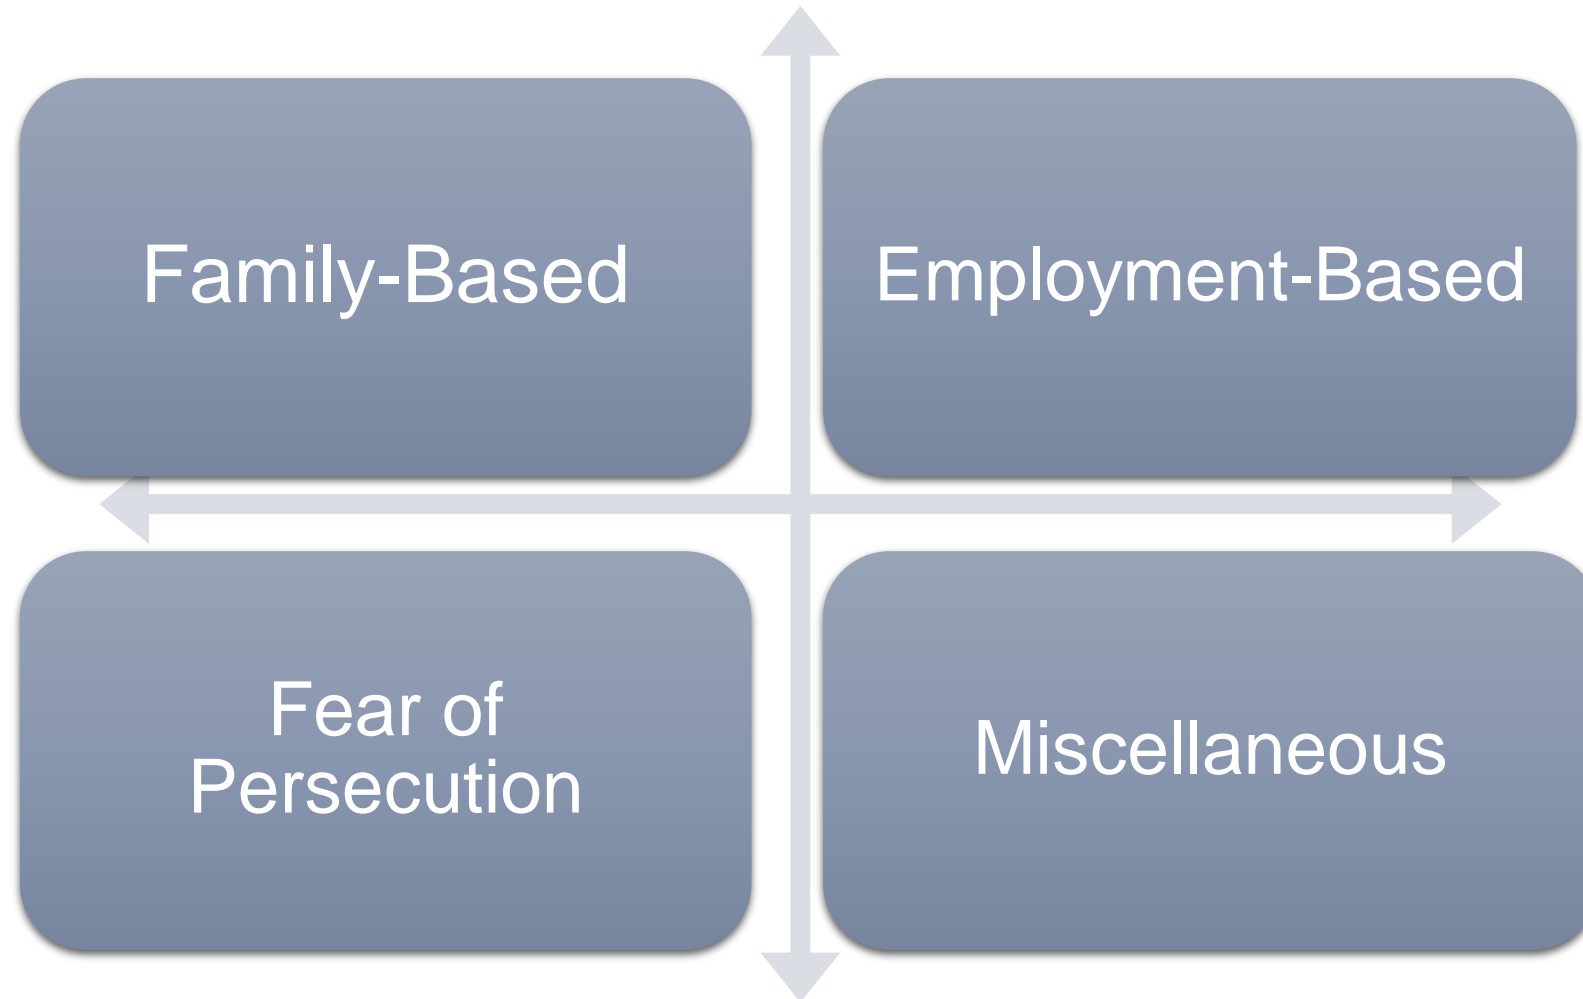 Family-Based
Employment-Based
Fear of
Persecution
Miscellaneous